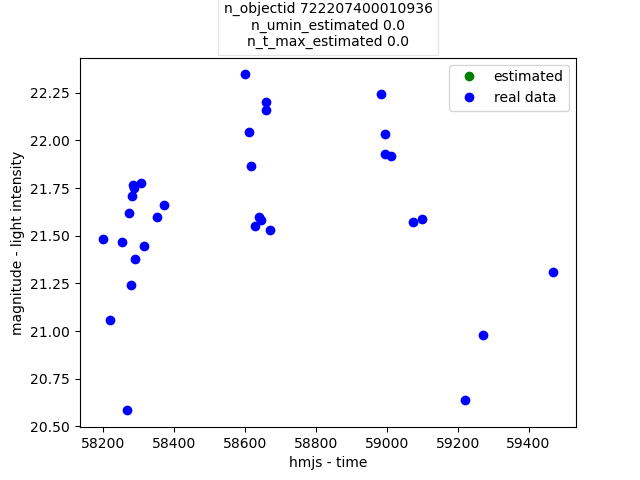 n_objectid 722207400010936
n_umin_estimated 0.0
n_t_max_estimated 0.0
estimated
real data
magnitude - light intensity
22.25
22.00
21.75
21.50
21.25
21.00
20.75
20.50
58200 58400 58600 58800 59000 59200 59400
hmjs - time